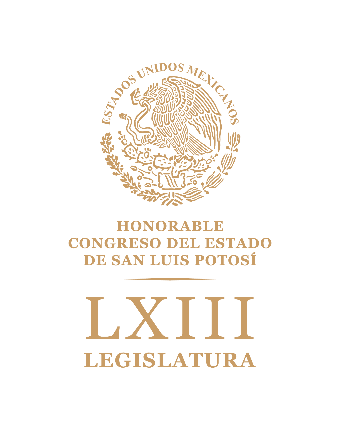 ESTADOS UNIDOS MEXICANOS
HONORABLE
CONGRESO DEL ESTADO
DE SAN LUIS POTOSÍ
LXIII
LEGISLATURA